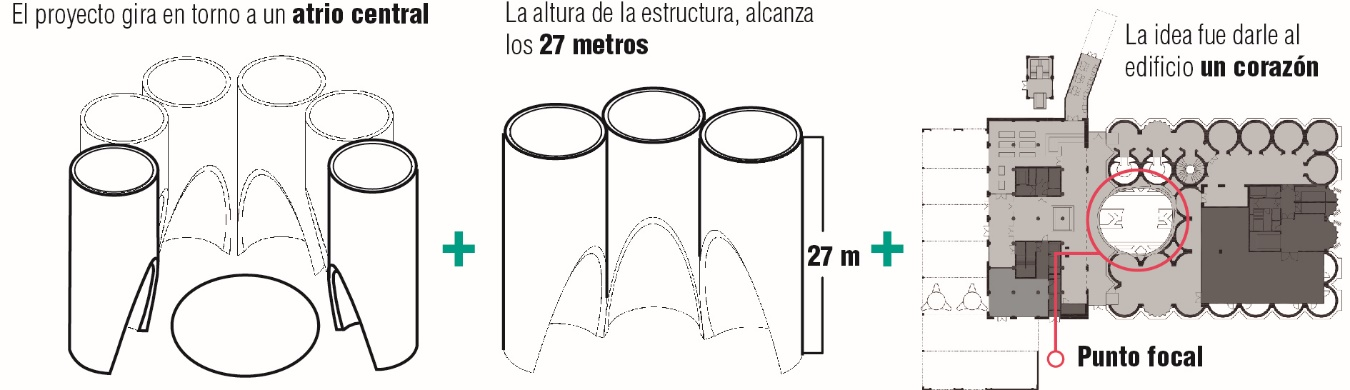 El proyecto gira en torno a un atrio central
La altura de la estructura, alcanza
los 27 metros
27 m
La idea fue darle al
edificio un corazón
Punto focal